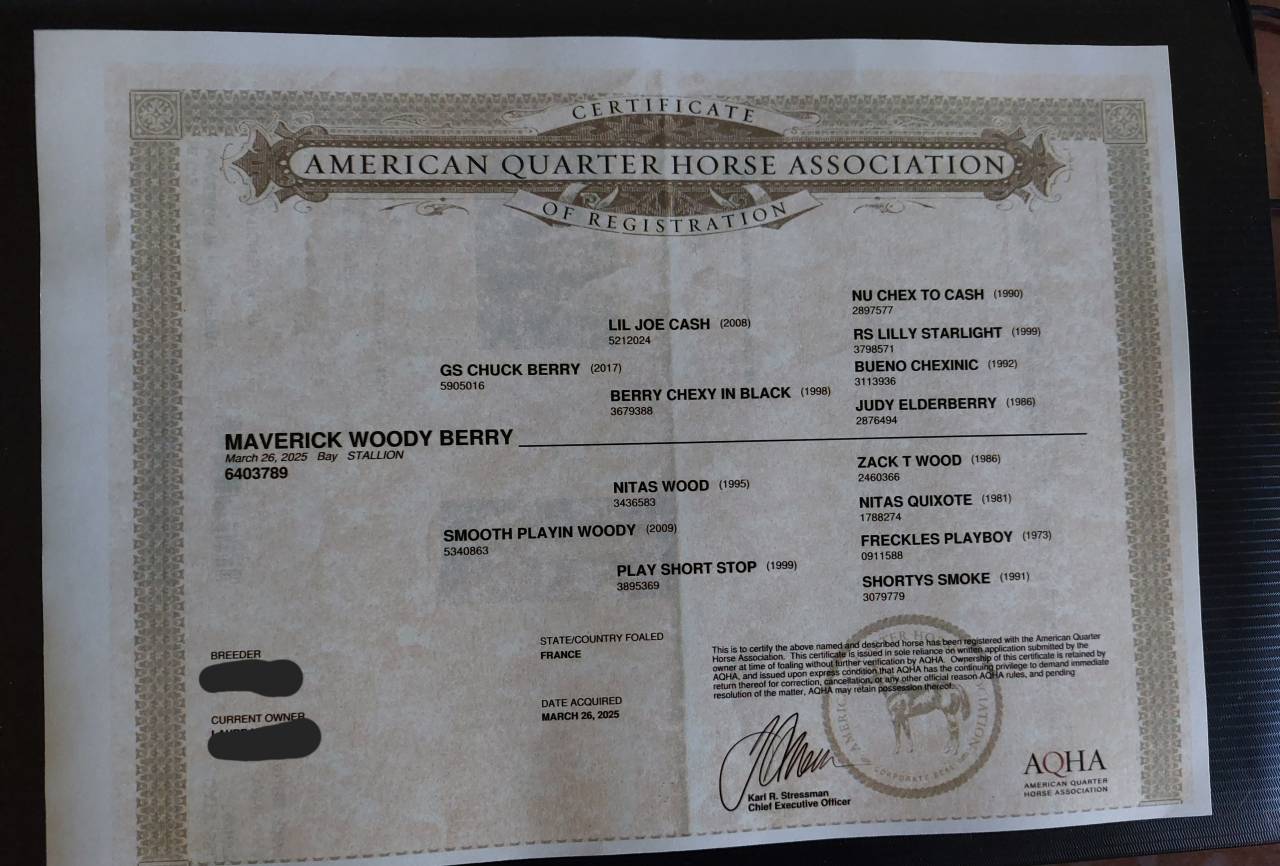 CERTIFICATE
AMERICAN QUARTER HORSE ASSOCIATION
OF REGISTRATION
NU CHEX TO CASH (1990)
2897577
LIL JOE CASH (2008)
5212024
RS LILLY STARLIGHT (1999)
3798571
GS CHUCK BERRY (2017)
5905016
BUENO CHEXINIC (1992)
3113936
BERRY CHEXY IN BLACK (1998)
3679388
JUDY ELDERBERRY (1986)
2876494
MAVERICK WOODY BERRY
March 26, 2025 Bay STALLION
6403789
ZACK T WOOD (1986)
2460366
NITAS WOOD (1995)
3436583
NITAS QUIXOTE (1981)
1788274
SMOOTH PLAYIN WOODY (2009)
5340863
FRECKLES PLAYBOY (1973)
0911588
PLAY SHORT STOP (1999)
3895369
SHORTYS SMOKE (1991)
3079779
BREEDER
CURRENT OWNER
STATE/COUNTRY FOALED
FRANCE
DATE ACQUIRED
MARCH 26, 2025
This is to certify the above named and described horse has been registered with the American Quarter
Horse Association. This certificate is issued in sole reliance on written application submitted by the
owner at time of foaling without further verification by AQHA. Ownership of this certificate is retained by
AQHA, and issued upon express condition that AQHA has the continuing privilege to demand immediate
return thereof for correction, cancellation, or any other official reason AQHA rules, and pending
resolution of the matter, AQHA may retain possession thereof.
CORPORATE SEAL
Karl R. Stressman
Chief Executive Officer
AQHA
AMERICAN QUARTER
HORSE ASSOCIATION